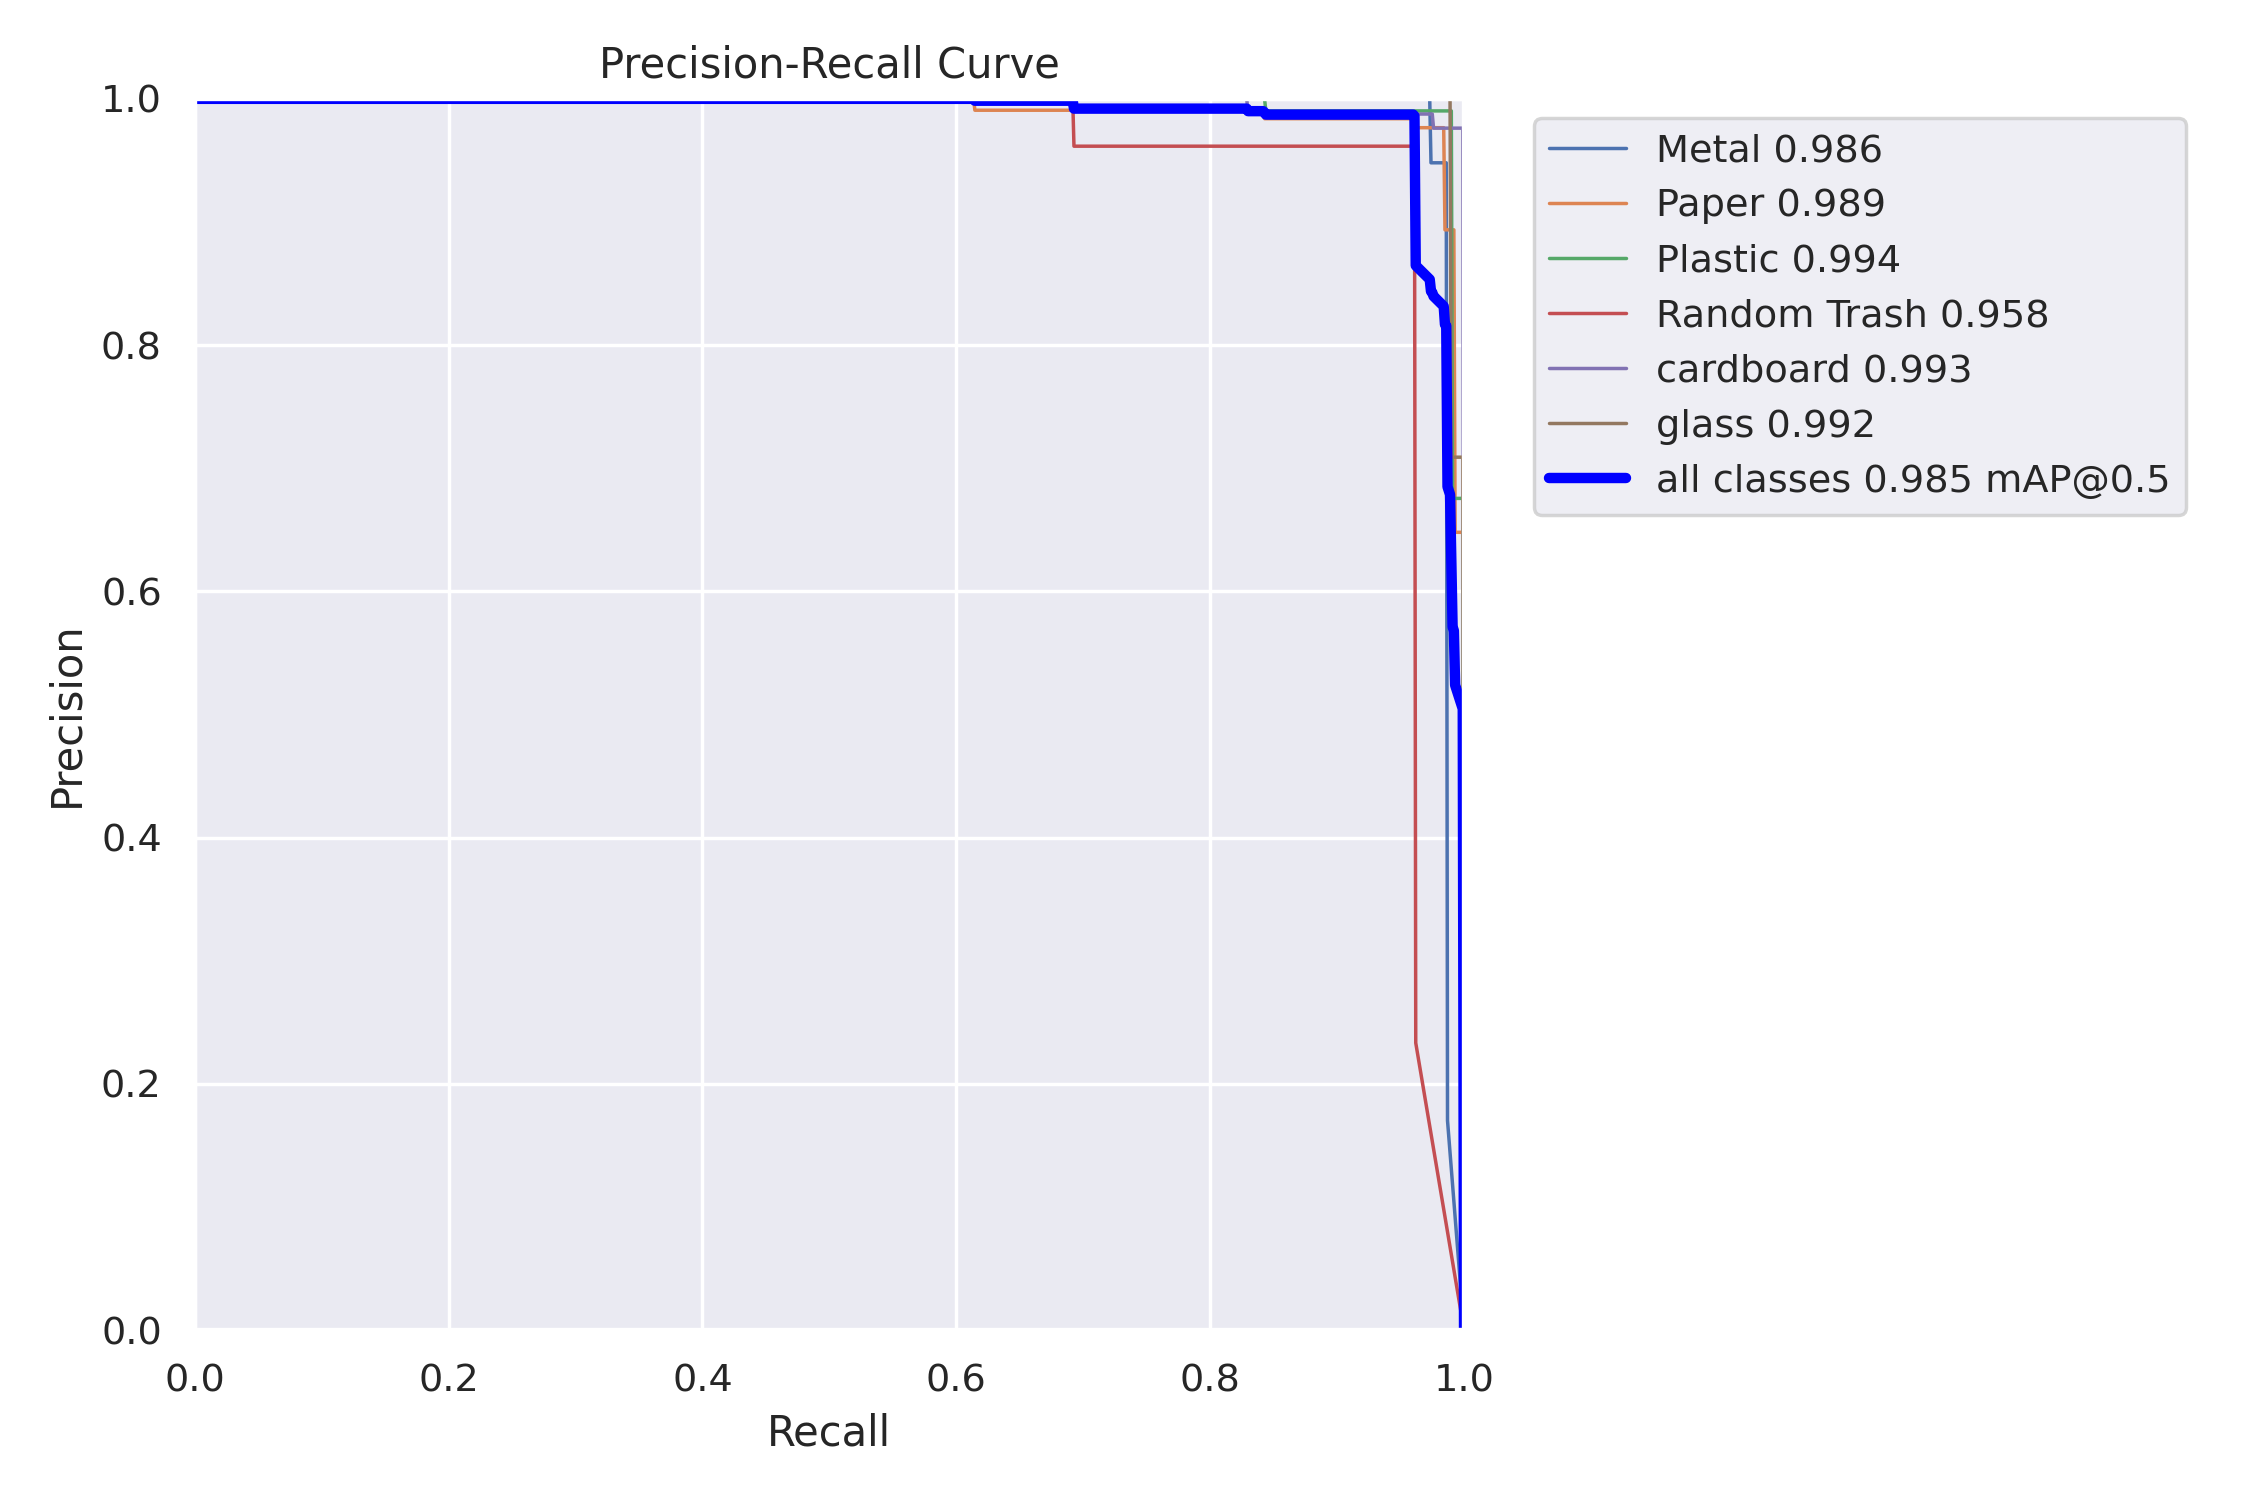 Precision-Recall Curve
1.0
0.8
0.6
0.4
0.2
0.0
Precision
0.0 0.2 0.4 0.6 0.8 1.0
Recall
Metal 0.986
Paper 0.989
Plastic 0.994
Random Trash 0.958
cardboard 0.993
glass 0.992
all classes 0.985 mAP@0.5